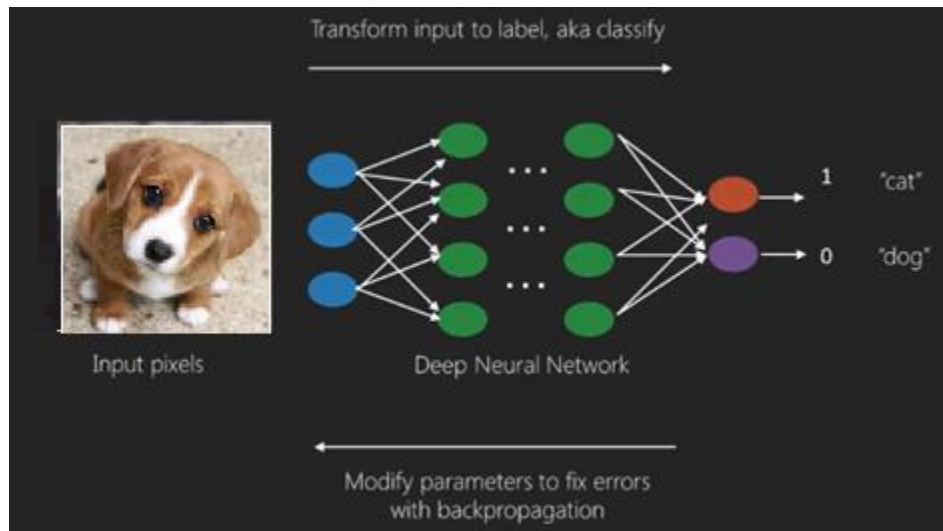 Transform input to label, aka classify
1 "cat"
0 "dog"
Input pixels
Deep Neural Network
Modify parameters to fix errors
with backpropagation